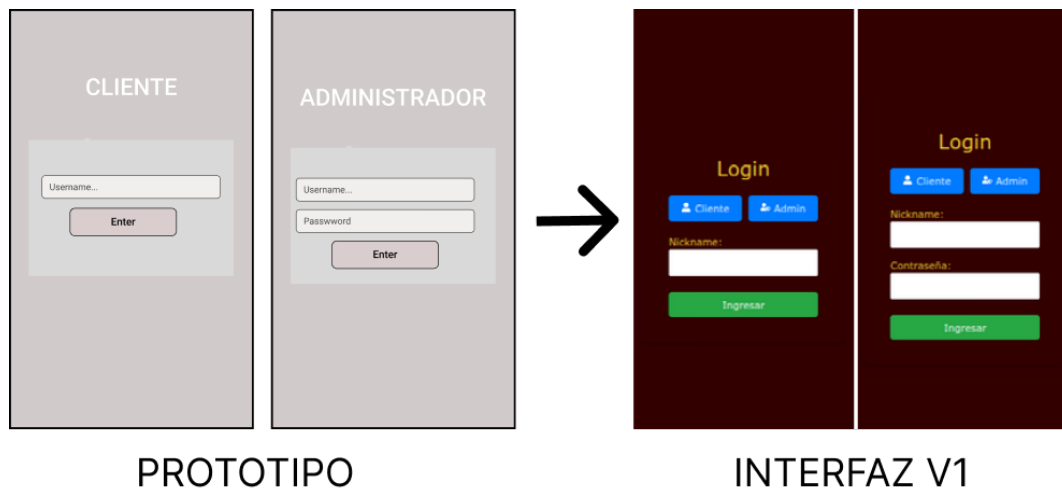 CLIENTE
Username...
Enter
ADMINISTRADOR
Username...
Passwword
Enter
Login
Cliente Admin
Nickname:
Ingresar
Login
Cliente Admin
Nickname:
Contraseña:
Ingresar
PROTOTIPO
INTERFAZ V1